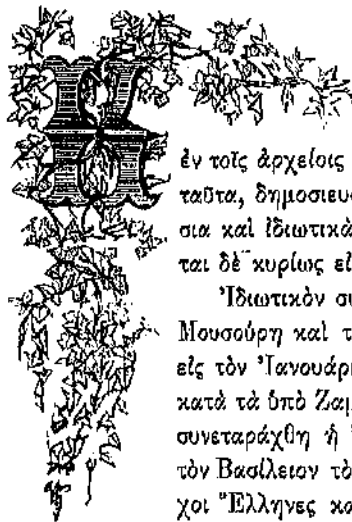 Η
ἐν τοῖς ἀρχείοις
ταῦτα, δημοσιευ
σια καὶ ἰδιωτικὰ
ται δὲ κυρίως εἰ
Ἰδιωτικὸν συ
Μουσούρη καὶ τ
εἰς τὸν Ἰανουάρι
κατὰ τὰ ὑπὸ Ζαμ
συνεταράχθη ἡ
τὸν Βασίλειον τὸ
χοι Ἕλληνες κα